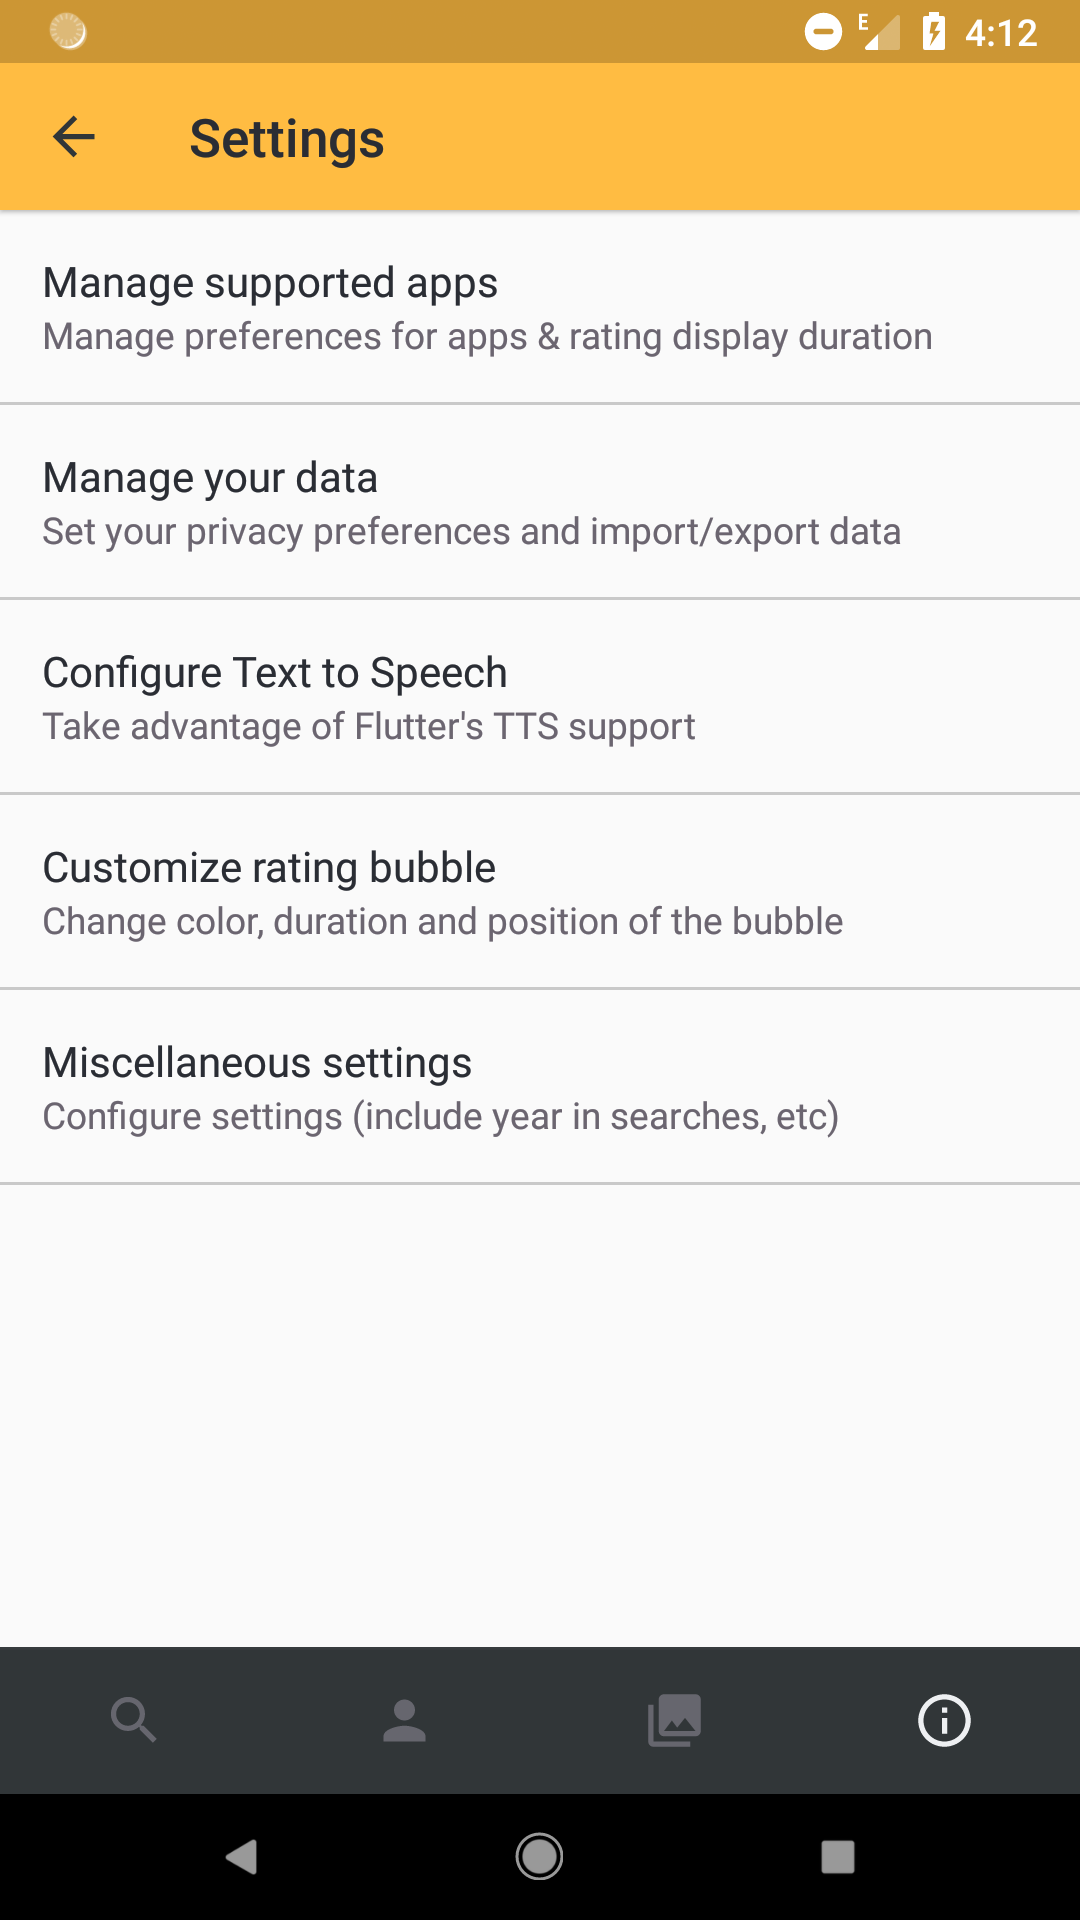 E 4:12
Settings
Manage supported apps
Manage preferences for apps & rating display duration
Manage your data
Set your privacy preferences and import/export data
Configure Text to Speech
Take advantage of Flutter's TTS support
Customize rating bubble
Change color, duration and position of the bubble
Miscellaneous settings
Configure settings (include year in searches, etc)